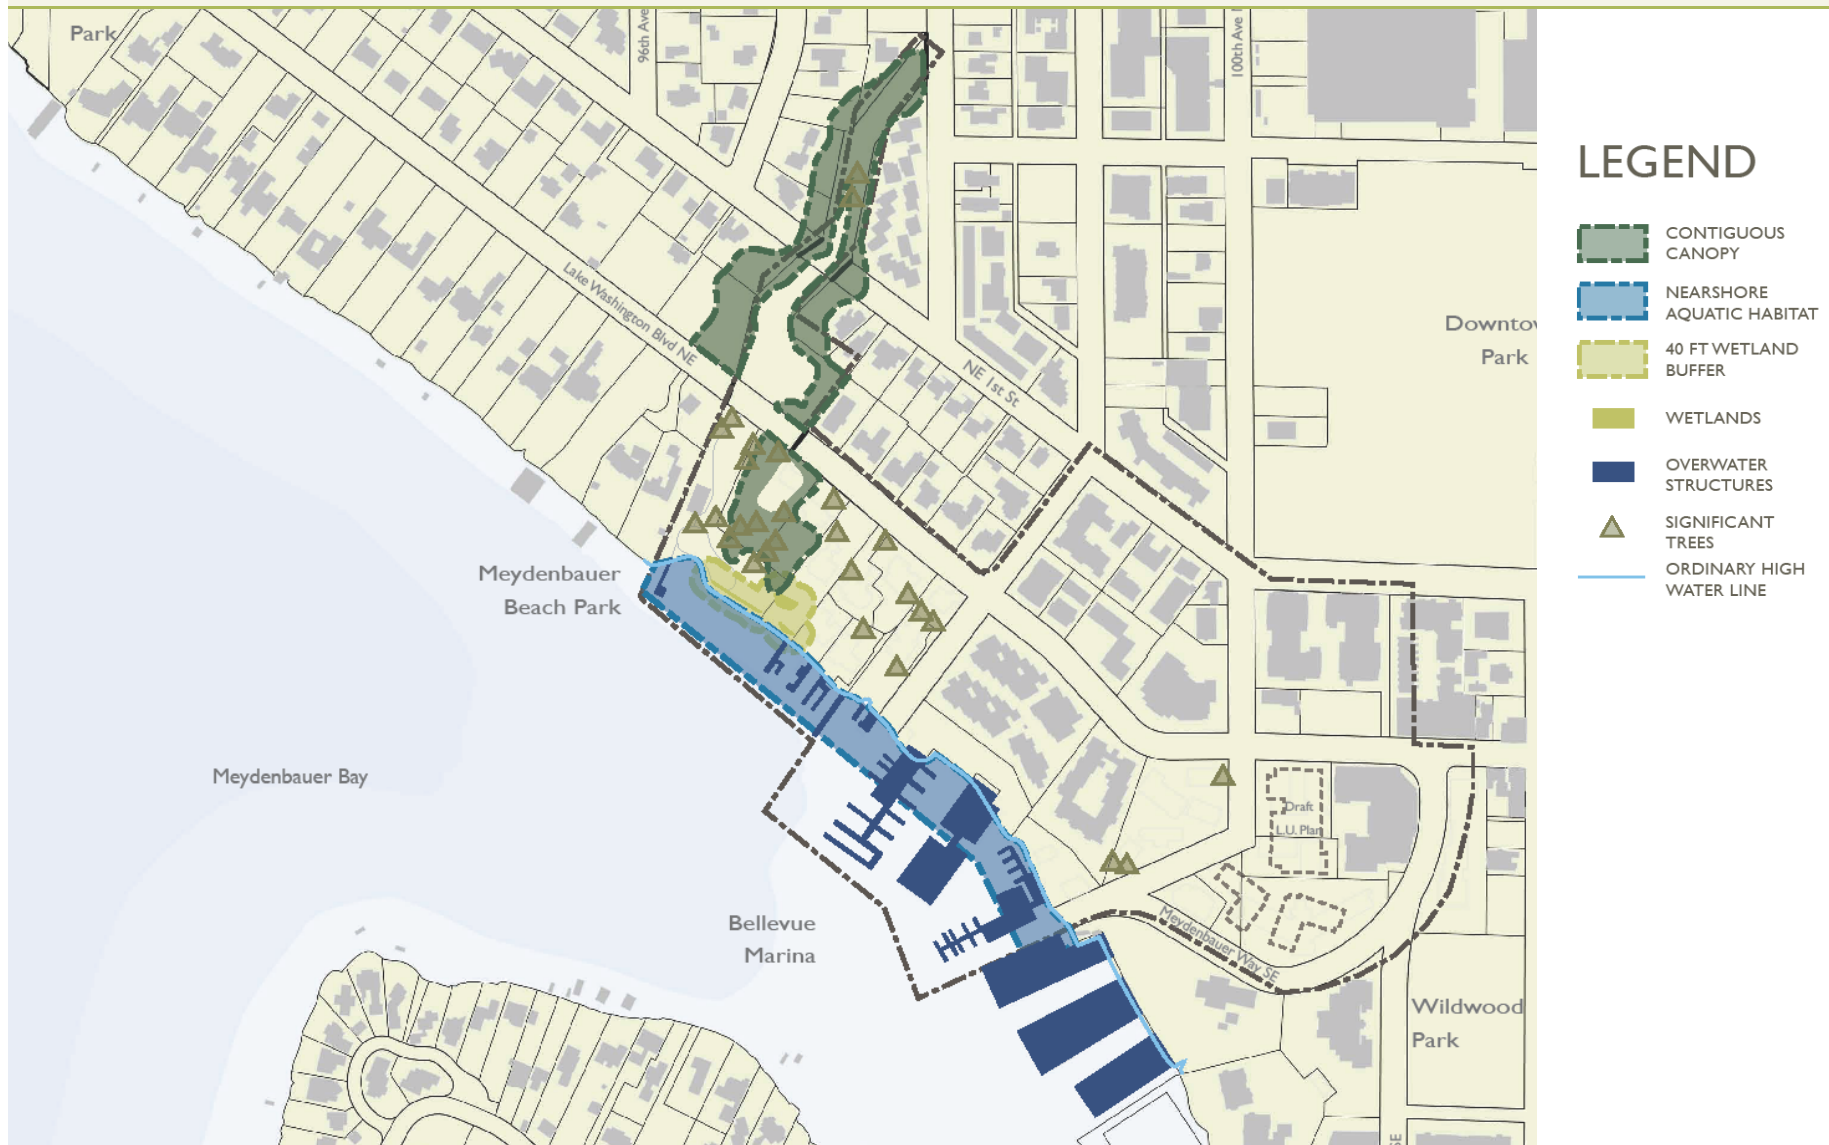 Park
96th Ave
100th Ave
Lake Washington Blvd NE
NE 1st St
Downto
Park
Meydenbauer
Beach Park
Meydenbauer Bay
Bellevue
Marina
Draft
L.U. Plan
Meydenbauer Way SE
Wildwood
Park
SE
LEGEND
CONTIGUOUS
CANOPY
NEARSHORE
AQUATIC HABITAT
40 FT WETLAND
BUFFER
WETLANDS
OVERWATER
STRUCTURES
SIGNIFICANT
TREES
ORDINARY HIGH
WATER LINE